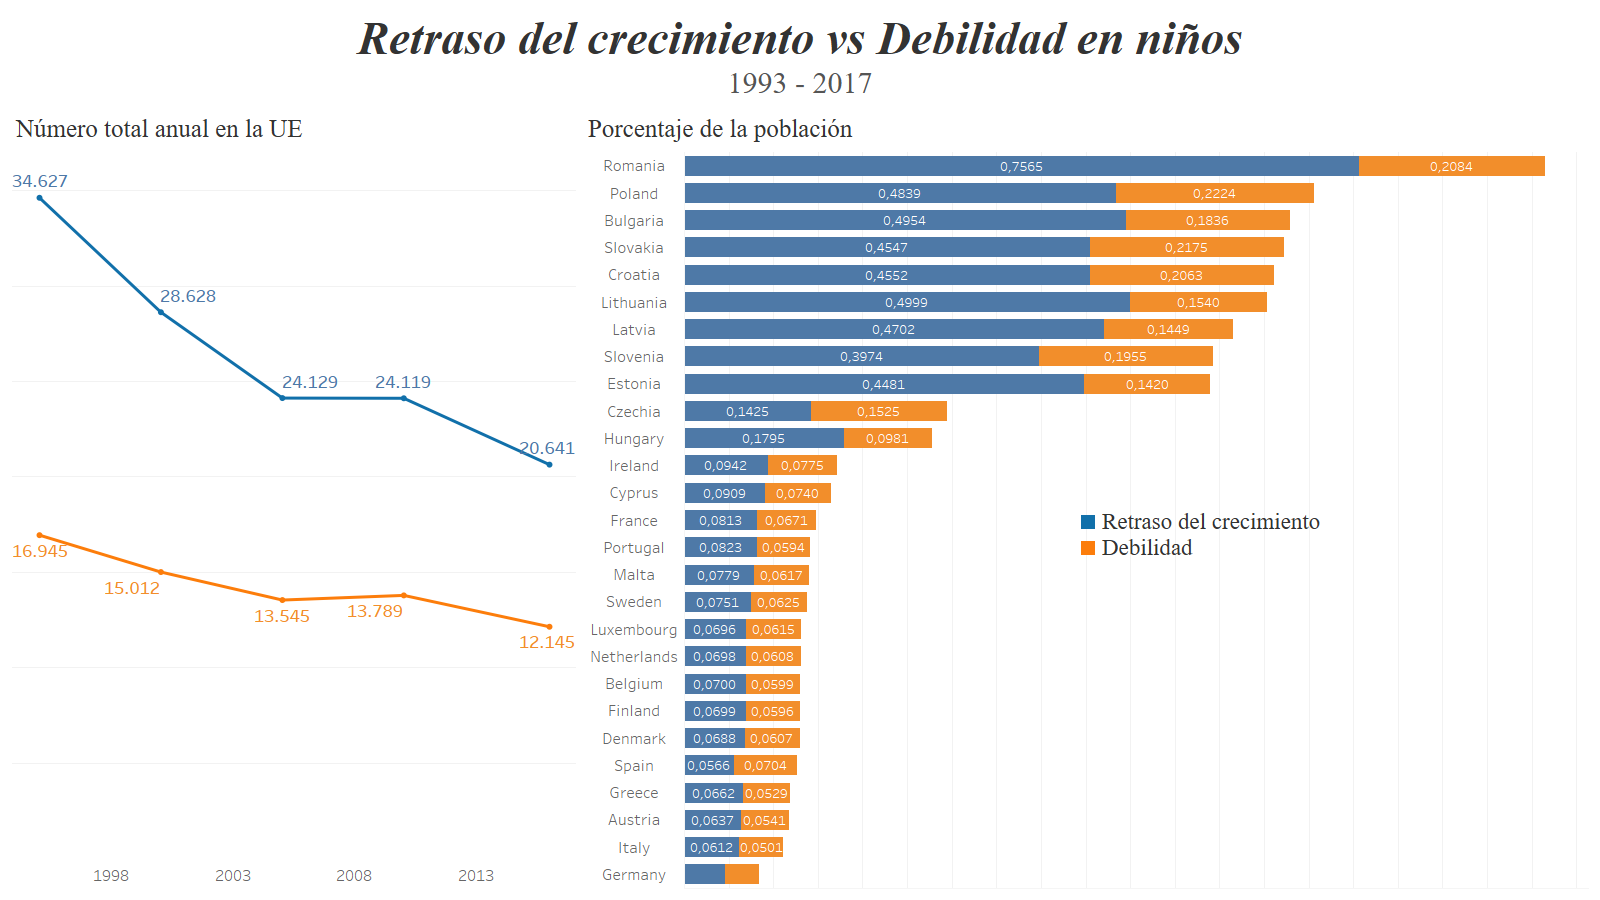 Retraso del crecimiento vs Debilidad en niños
1993 - 2017
Número total anual en la UE
34.627
28.628
24.129
24.119
20.641
16.945
15.012
13.545
13.789
12.145
1998 2003 2008 2013
Porcentaje de la población
Romania 0,7565 0,2084
Poland 0,4839 0,2224
Bulgaria 0,4954 0,1836
Slovakia 0,4547 0,2175
Croatia 0,4552 0,2063
Lithuania 0,4999 0,1540
Latvia 0,4702 0,1449
Slovenia 0,3974 0,1955
Estonia 0,4481 0,1420
Czechia 0,1425 0,1525
Hungary 0,1795 0,0981
Ireland 0,0942 0,0775
Cyprus 0,0909 0,0740
France 0,0813 0,0671
Portugal 0,0823 0,0594
Malta 0,0779 0,0617
Sweden 0,0751 0,0625
Luxembourg 0,0696 0,0615
Netherlands 0,0698 0,0608
Belgium 0,0700 0,0599
Finland 0,0699 0,0596
Denmark 0,0688 0,0607
Spain 0,0566 0,0704
Greece 0,0662 0,0529
Austria 0,0637 0,0541
Italy 0,0612 0,0501
Germany
Retraso del crecimiento
Debilidad